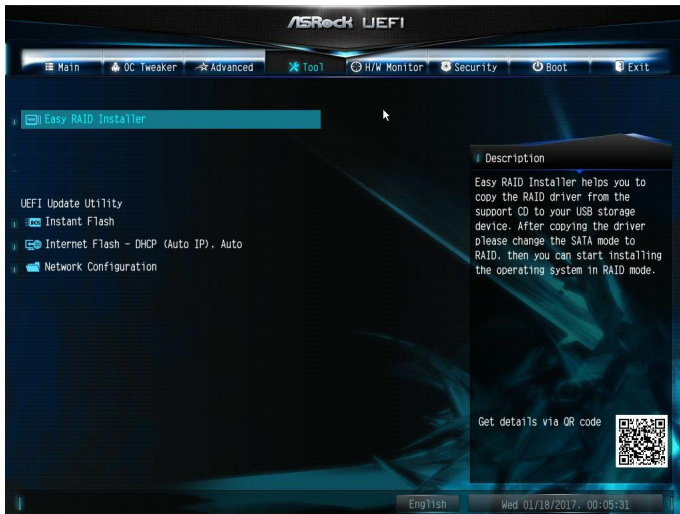 ASRock UEFI
Main OC Tweaker Advanced Tool H/W Monitor Security Boot Exit
Easy RAID Installer
UEFI Update Utility
Instant Flash
Internet Flash - DHCP (Auto IP), Auto
Network Configuration
Description
Easy RAID Installer helps you to
copy the RAID driver from the
support CD to your USB storage
device. After copying the driver
please change the SATA mode to
RAID, then you can start installing
the operating system in RAID mode.
Get details via QR code
English
Wed 01/18/2017, 00:05:31